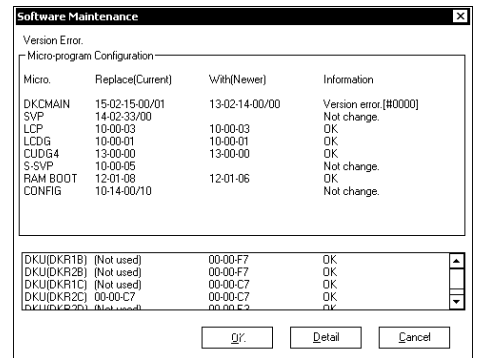 Software Maintenance
Version Error.
Micro-program Configuration
Micro. Replace(Current) With(Newer) Information
DKCMAIN 15-02-15-00/01 13-02-14-00/00 Version error.[#0000]
SVP 14-02-33/00 Not change.
LCP 10-00-03 10-00-03 OK
LCDG 10-00-01 10-00-01 OK
CUDG4 13-00-00 13-00-00 OK
S-SVP 10-00-05 Not change.
RAM BOOT 12-01-08 12-01-06 OK
CONFIG 10-14-00/10 Not change.
DKU(DKR1B) (Not used) 00-00-F7 OK
DKU(DKR2B) (Not used) 00-00-F7 OK
DKU(DKR1C) (Not used) 00-00-C7 OK
DKU(DKR2C) 00-00-C7 00-00-C7 OK
DKU(DKR2D) (Not used) OK
OK Detail Cancel